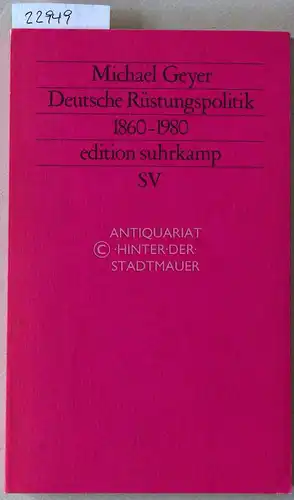 22949
Michael Geyer
Deutsche Rüstungspolitik
1860-1980
edition suhrkamp
SV
ANTIQUARIAT
© ·HINTER·DER·
STADTMAUER